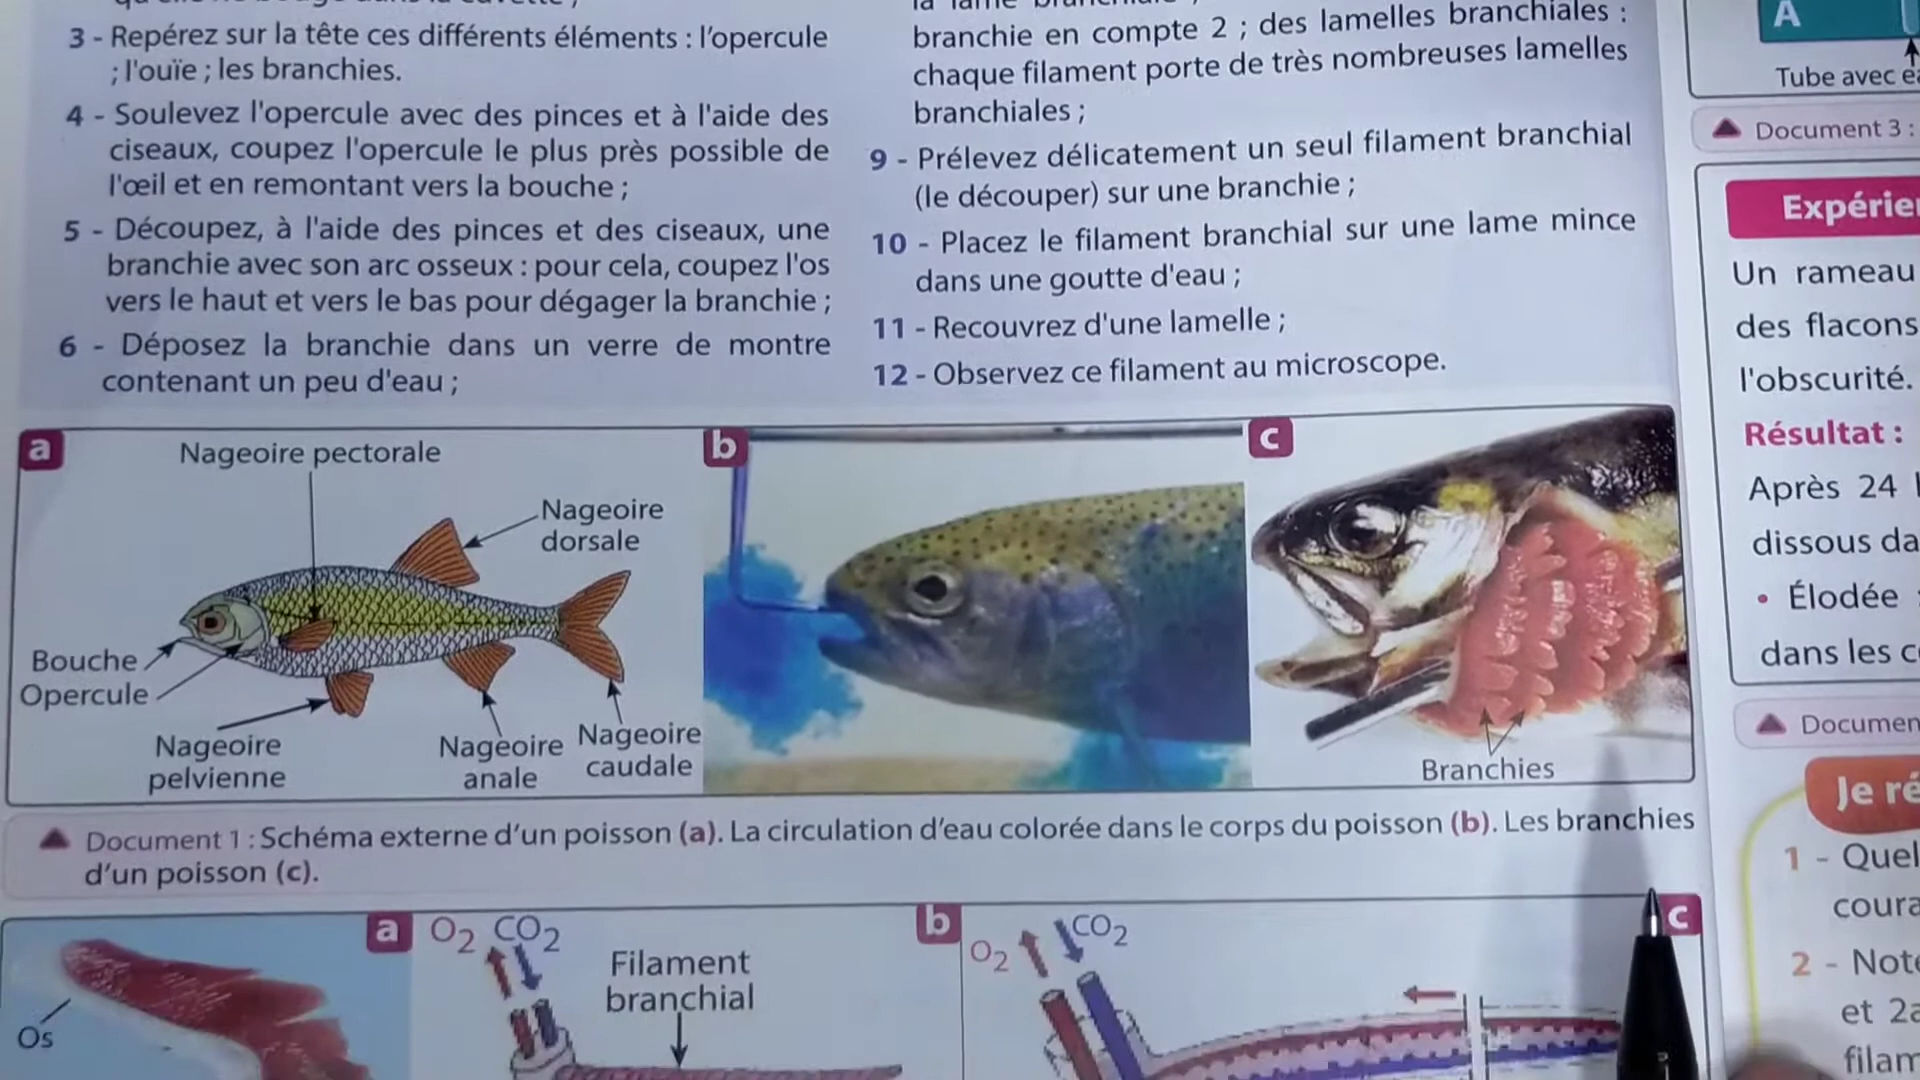 3 - Repérez sur la tête ces différents éléments : l'opercule
; l'ouïe ; les branchies.
4 - Soulevez l'opercule avec des pinces et à l'aide des
ciseaux, coupez l'opercule le plus près possible de
l'œil et en remontant vers la bouche ;
5 - Découpez, à l'aide des pinces et des ciseaux, une
branchie avec son arc osseux : pour cela, coupez l'os
vers le haut et vers le bas pour dégager la branchie ;
6 - Déposez la branchie dans un verre de montre
contenant un peu d'eau ;
branchie en compte 2 ; des lamelles branchiales :
chaque filament porte de très nombreuses lamelles
branchiales ;
9 - Prélevez délicatement un seul filament branchial
(le découper) sur une branchie ;
10 - Placez le filament branchial sur une lame mince
dans une goutte d'eau ;
11 - Recouvrez d'une lamelle ;
12 - Observez ce filament au microscope.
a
Nageoire pectorale
Nageoire
dorsale
Bouche
Opercule
Nageoire
pelvienne
Nageoire
anale
Nageoire
caudale
b
c
Branchies
Document 1 : Schéma externe d'un poisson (a). La circulation d'eau colorée dans le corps du poisson (b). Les branchies
d'un poisson (c).
a
Os
O2 CO2
Filament
branchial
b
O2 CO2
c
A
Tube avec
Document 3 :
Un rameau
des flacons
l'obscurité.
Résultat :
Après 24
dissous
• Élodée
dans les
Je
1 -
2 -
et 2a